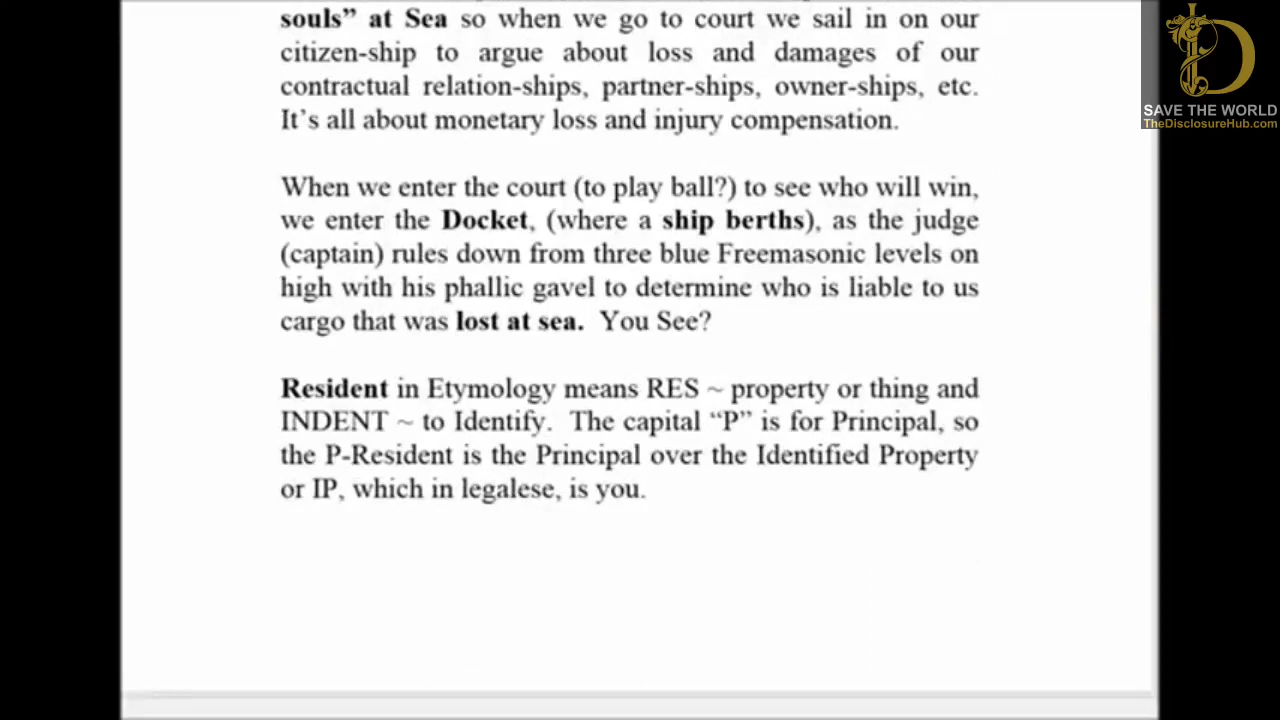 souls” at Sea so when we go to court we sail in on our
citizen-ship to argue about loss and damages of our
contractual relation-ships, partner-ships, owner-ships, etc.
It’s all about monetary loss and injury compensation.
When we enter the court (to play ball?) to see who will win,
we enter the Docket, (where a ship berths), as the judge
(captain) rules down from three blue Freemasonic levels on
high with his phallic gavel to determine who is liable to us
cargo that was lost at sea. You See?
Resident in Etymology means RES ~ property or thing and
INDENT ~ to Identify. The capital “P” is for Principal, so
the P-Resident is the Principal over the Identified Property
or IP, which in legalese, is you.
D
SAVE THE WORLD
TheDisclosureHub.com